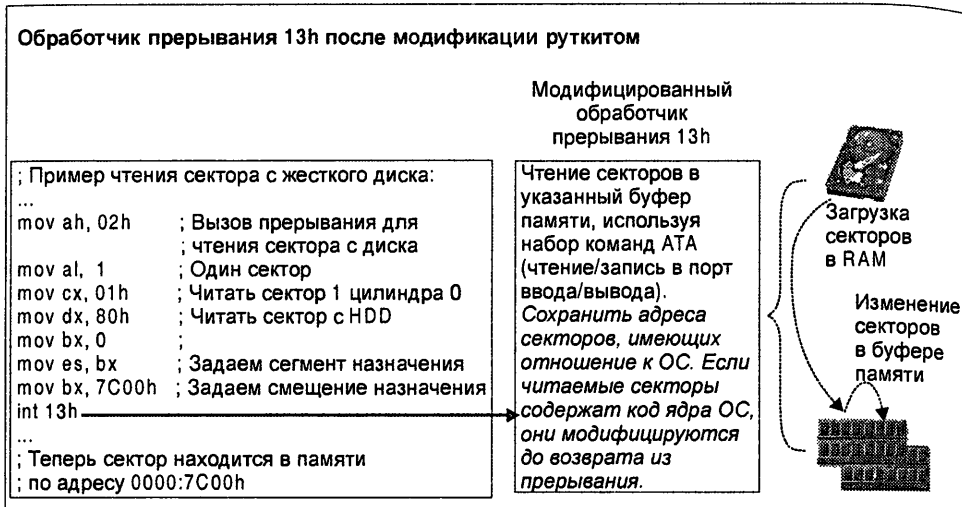 Обработчик прерывания 13h после модификации руткитом
Модифицированный
обработчик
прерывания 13h
; Пример чтения сектора с жесткого диска:
...
mov ah, 02h ; Вызов прерывания для
; чтения сектора с диска
mov al, 1 ; Один сектор
mov cx, 01h ; Читать сектор 1 цилиндра 0
mov dx, 80h ; Читать сектор с HDD
mov bx, 0 ;
mov es, bx ; Задаем сегмент назначения
mov bx, 7C00h ; Задаем смещение назначения
int 13h
...
; Теперь сектор находится в памяти
; по адресу 0000:7C00h
Чтение секторов в
указанный буфер
памяти, используя
набор команд ATA
(чтение/запись в порт
ввода/вывода).
Сохранить адреса
секторов, имеющих
отношение к ОС. Если
читаемые секторы
содержат код ядра ОС,
они модифицируются
до возврата из
прерывания.
Загрузка
секторов
в RAM
Изменение
секторов
в буфере
памяти